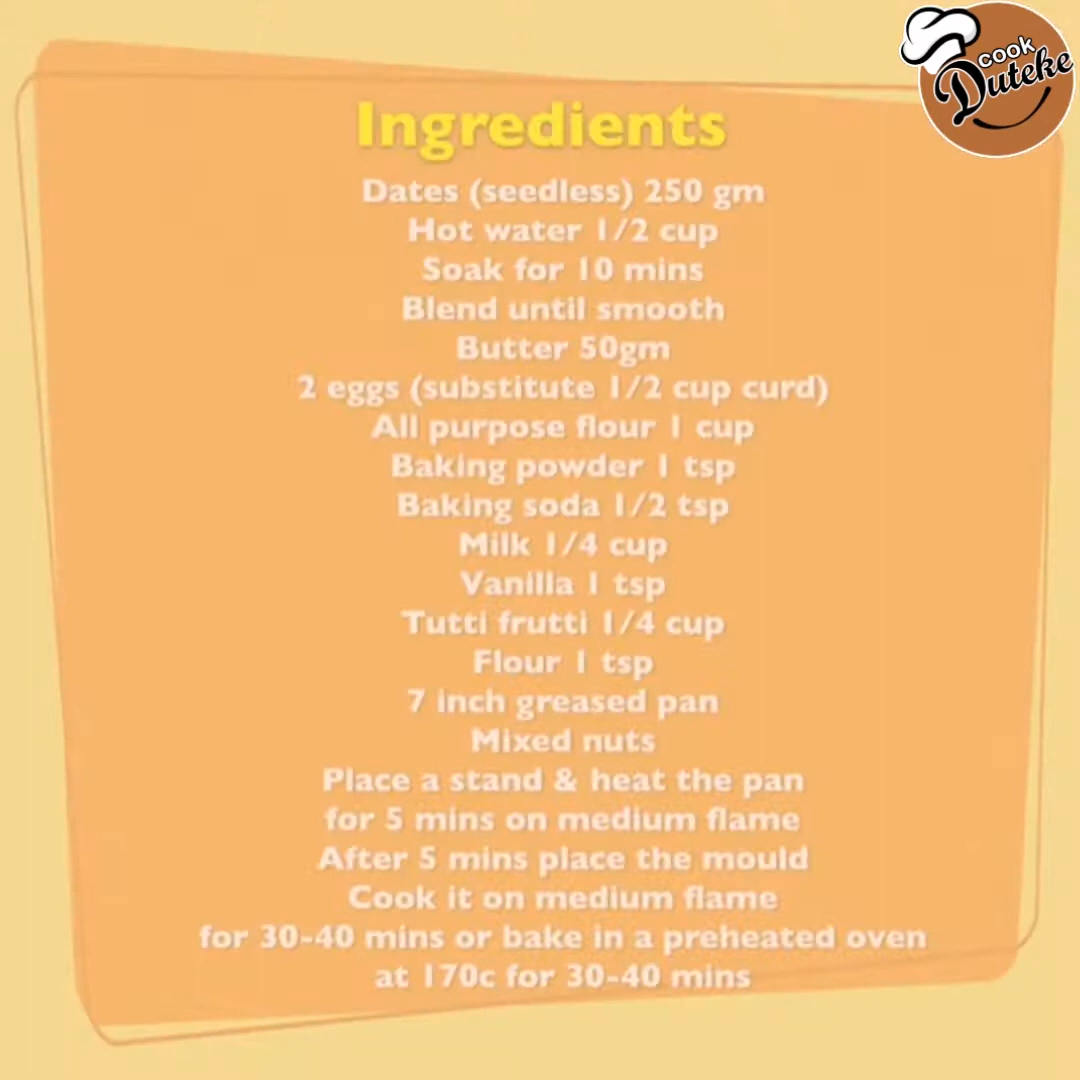 cook
Duteke
Ingredients
Dates (seedless) 250 gm
Hot water 1/2 cup
Soak for 10 mins
Blend until smooth
Butter 50gm
2 eggs (substitute 1/2 cup curd)
All purpose flour 1 cup
Baking powder 1 tsp
Baking soda 1/2 tsp
Milk 1/4 cup
Vanilla 1 tsp
Tutti frutti 1/4 cup
Flour 1 tsp
7 inch greased pan
Mixed nuts
Place a stand & heat the pan
for 5 mins on medium flame
After 5 mins place the mould
Cook it on medium flame
for 30-40 mins or bake in a preheated oven
at 170c for 30-40 mins